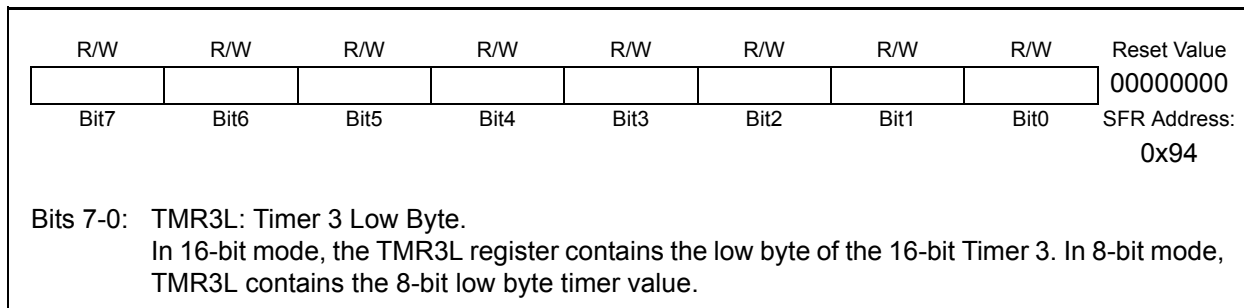 R/W R/W R/W R/W R/W R/W R/W R/W Reset Value
00000000
Bit7 Bit6 Bit5 Bit4 Bit3 Bit2 Bit1 Bit0 SFR Address:
0x94
Bits 7-0: TMR3L: Timer 3 Low Byte.
In 16-bit mode, the TMR3L register contains the low byte of the 16-bit Timer 3. In 8-bit mode,
TMR3L contains the 8-bit low byte timer value.